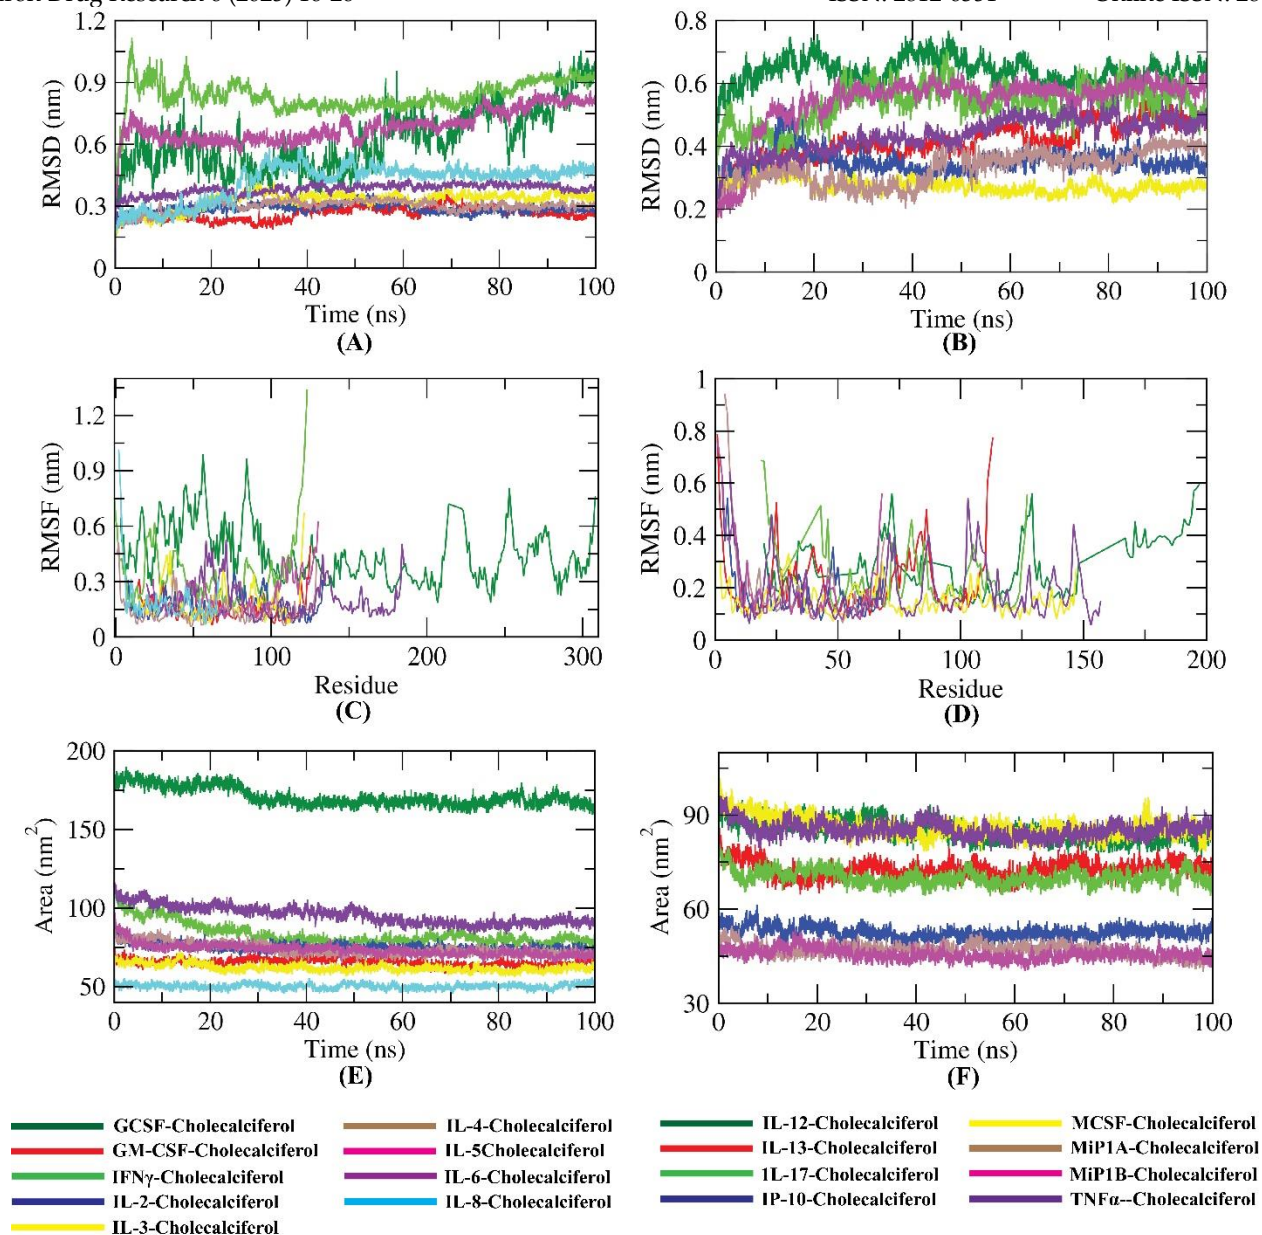 1.2
0.9
0.6
0.3
0
RMSD (nm)
0 20 40 60 80 100
Time (ns)
(A)
0.8
0.6
0.4
0.2
0
RMSD (nm)
0 20 40 60 80 100
Time (ns)
(B)
1.2
0.9
0.6
0.3
0
RMSF (nm)
0 100 200 300
Residue
(C)
1
0.8
0.6
0.4
0.2
0
RMSF (nm)
0 50 100 150 200
Residue
(D)
200
150
100
50
Area (nm2)
0 20 40 60 80 100
Time (ns)
(E)
90
60
30
Area (nm2)
0 20 40 60 80 100
Time (ns)
(F)
GCSF-Cholecalciferol
GM-CSF-Cholecalciferol
IFNγ-Cholecalciferol
IL-2-Cholecalciferol
IL-3-Cholecalciferol
IL-4-Cholecalciferol
IL-5Cholecalciferol
IL-6-Cholecalciferol
IL-8-Cholecalciferol
IL-12-Cholecalciferol
IL-13-Cholecalciferol
1L-17-Cholecalciferol
IP-10-Cholecalciferol
MCSF-Cholecalciferol
MiP1A-Cholecalciferol
MiP1B-Cholecalciferol
TNFα--Cholecalciferol